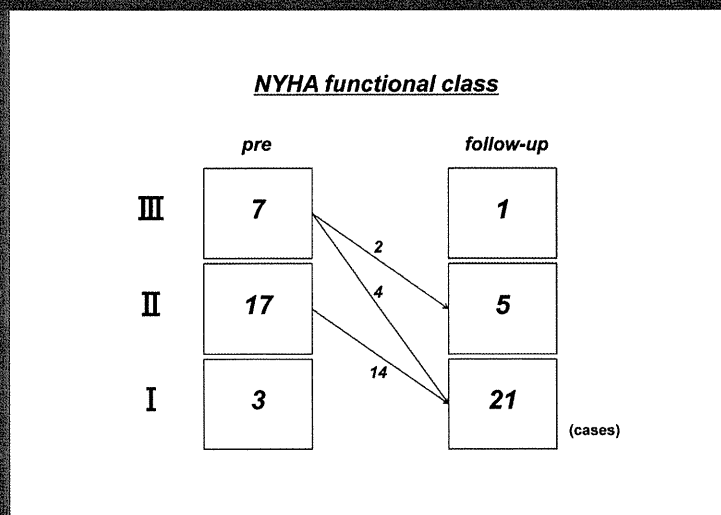 NYHA functional class
pre follow-up
Ⅲ 7 1
2
4
Ⅱ 17 5
14
Ⅰ 3 21
(cases)